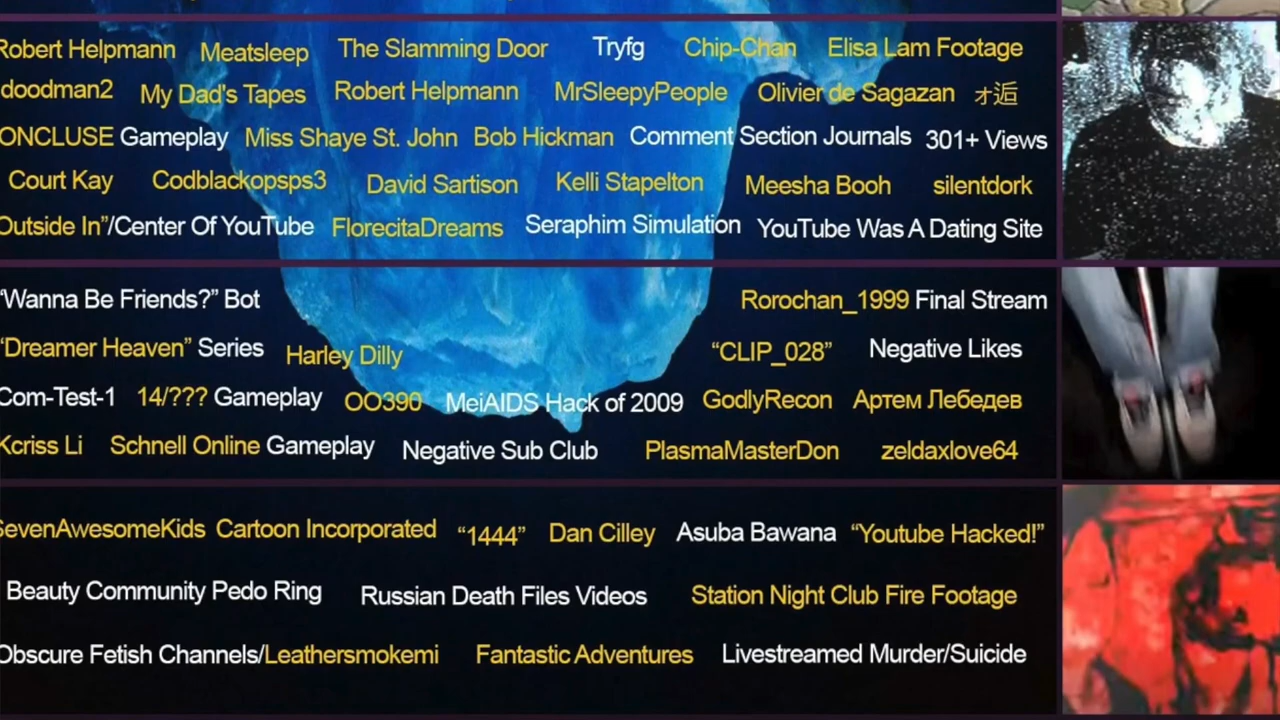 Robert Helpmann Meatsleep The Slamming Door Tryfg Chip-Chan Elisa Lam Footage
doodman2 My Dad's Tapes Robert Helpmann MrSleepyPeople Olivier de Sagazan オ逅
ONCLUSE Gameplay Miss Shaye St. John Bob Hickman Comment Section Journals 301+ Views
Court Kay Codblackopsps3 David Sartison Kelli Stapelton Meesha Booh silentdork
Outside In”/Center Of YouTube FlorecitaDreams Seraphim Simulation YouTube Was A Dating Site
“Wanna Be Friends?” Bot Rorochan_1999 Final Stream
“Dreamer Heaven” Series Harley Dilly “CLIP_028” Negative Likes
Com-Test-1 14/??? Gameplay OO390 MeiAIDS Hack of 2009 GodlyRecon Артем Лебедев
Kcriss Li Schnell Online Gameplay Negative Sub Club PlasmaMasterDon zeldaxlove64
SevenAwesomeKids Cartoon Incorporated “1444” Dan Cilley Asuba Bawana “Youtube Hacked!”
Beauty Community Pedo Ring Russian Death Files Videos Station Night Club Fire Footage
Obscure Fetish Channels/Leathersmokemi Fantastic Adventures Livestreamed Murder/Suicide